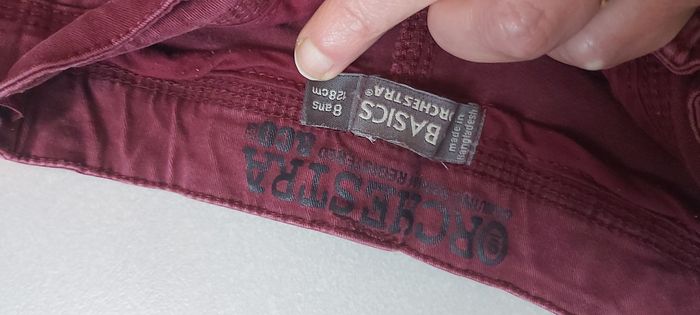 8 ans
128cm
BASICS
ORCHESTRA®
made in
Bangladesh
ORCHESTRA